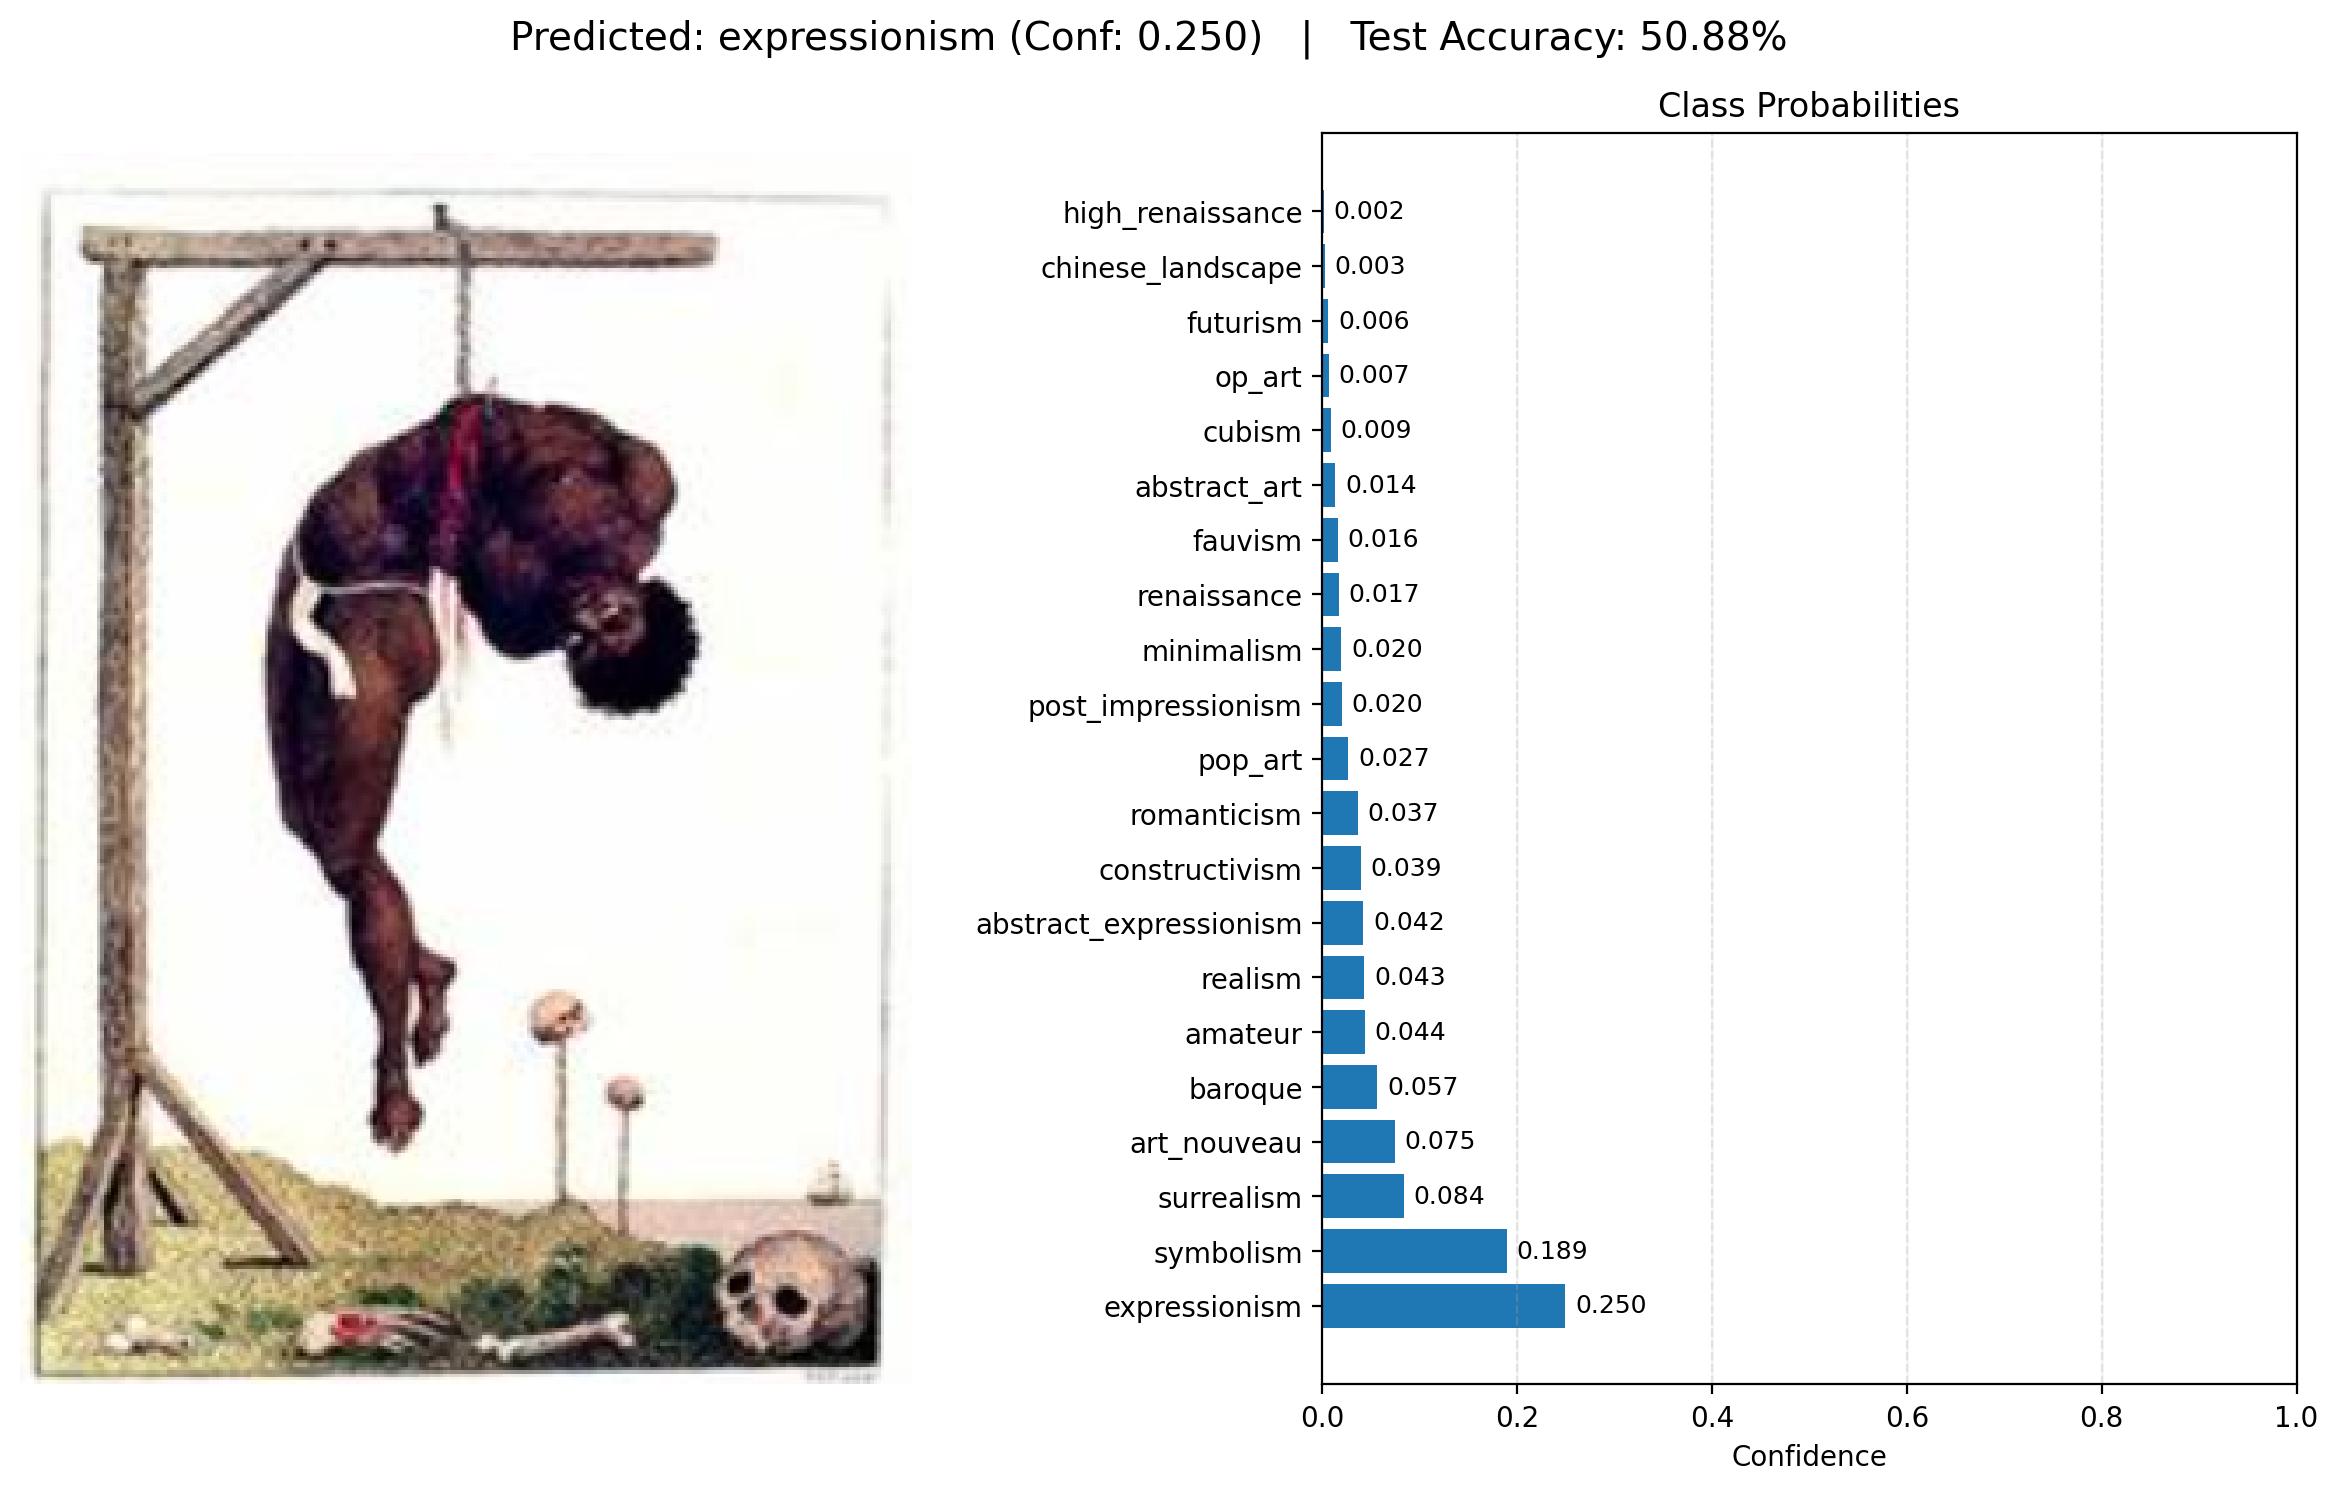 Predicted: expressionism (Conf: 0.250)   |   Test Accuracy: 50.88%
Class Probabilities
high_renaissance 0.002
chinese_landscape 0.003
futurism 0.006
op_art 0.007
cubism 0.009
abstract_art 0.014
fauvism 0.016
renaissance 0.017
minimalism 0.020
post_impressionism 0.020
pop_art 0.027
romanticism 0.037
constructivism 0.039
abstract_expressionism 0.042
realism 0.043
amateur 0.044
baroque 0.057
art_nouveau 0.075
surrealism 0.084
symbolism 0.189
expressionism 0.250
0.0 0.2 0.4 0.6 0.8 1.0
Confidence